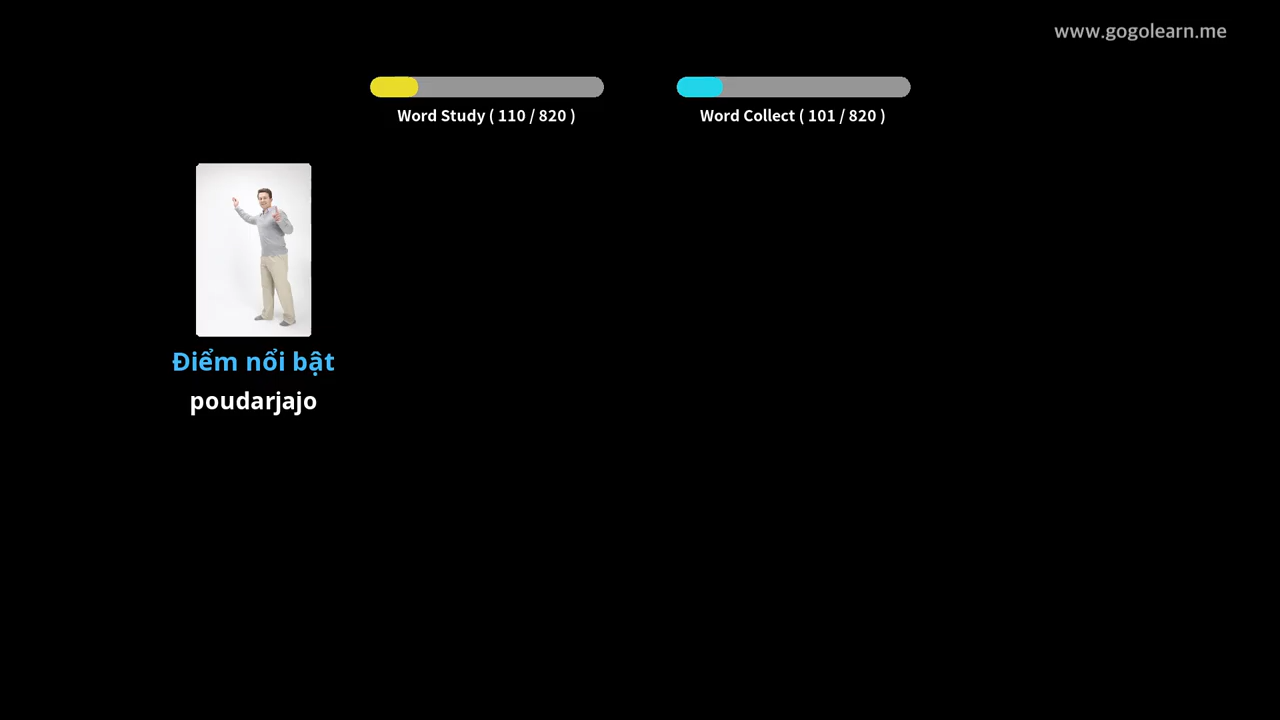 www.gogolearn.me
Word Study ( 110 / 820 )
Word Collect ( 101 / 820 )
Điểm nổi bật
poudarjajo